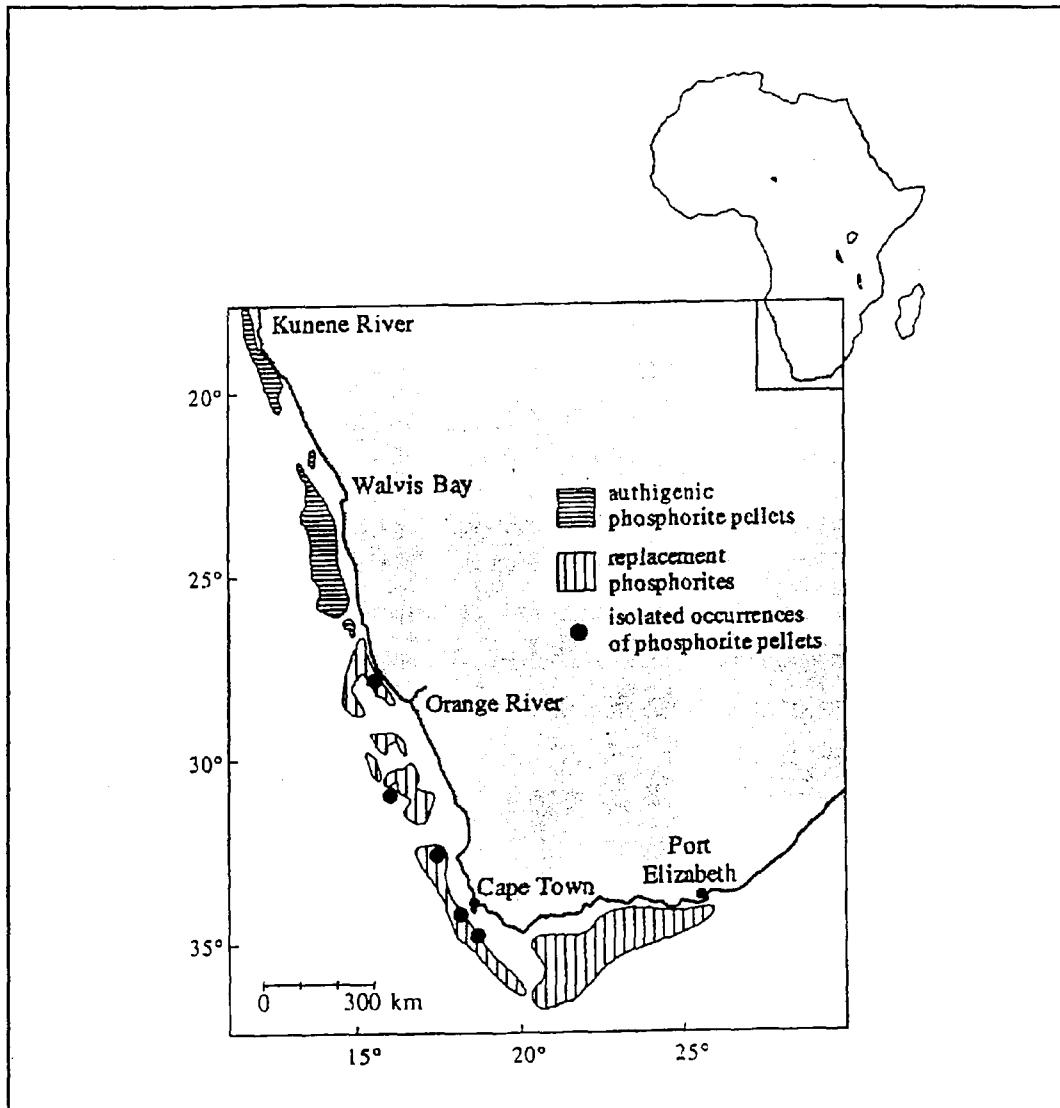 Kunene River
20°
Walvis Bay
authigenic
phosphorite pellets
replacement
phosphorites
25°
isolated occurrences
of phosphorite pellets
Orange River
30°
Port
Elizabeth
Cape Town
35°
0 300 km
15° 20° 25°